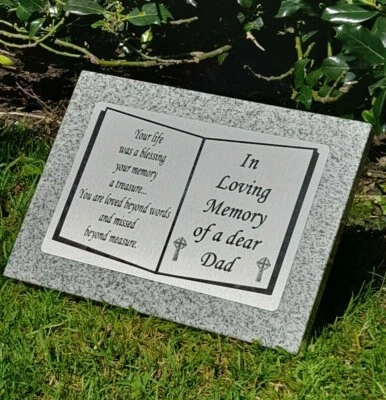 Your life
was a blessing
your memory
a treasure...
You are loved beyond words
and missed
beyond measure.
In
Loving
Memory
of a dear
Dad